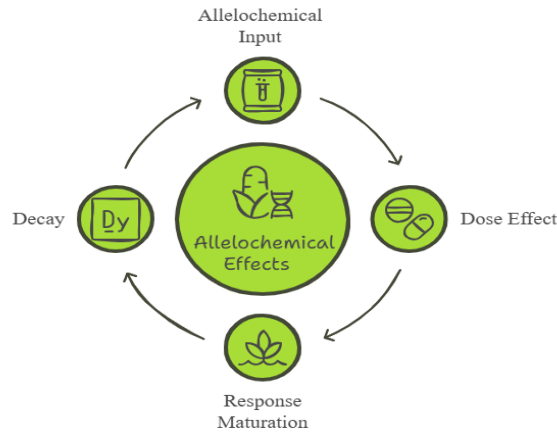 Allelochemical
Input
Decay
Dy
Allelochemical
Effects
Dose Effect
Response
Maturation